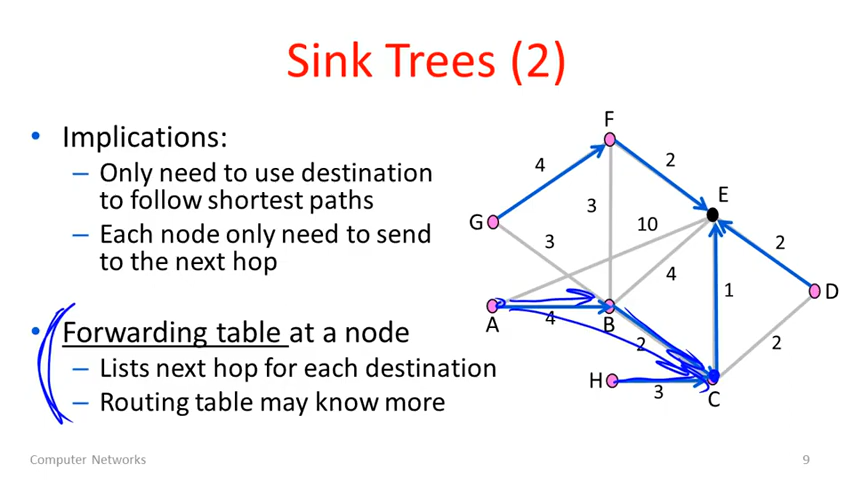 Sink Trees (2)
• Implications:
– Only need to use destination
to follow shortest paths
– Each node only need to send
to the next hop
• Forwarding table at a node
– Lists next hop for each destination
– Routing table may know more
F
4
2
E
3
10
G
3
2
4
1
D
A
4
B
2
2
H
3
C
Computer Networks
9